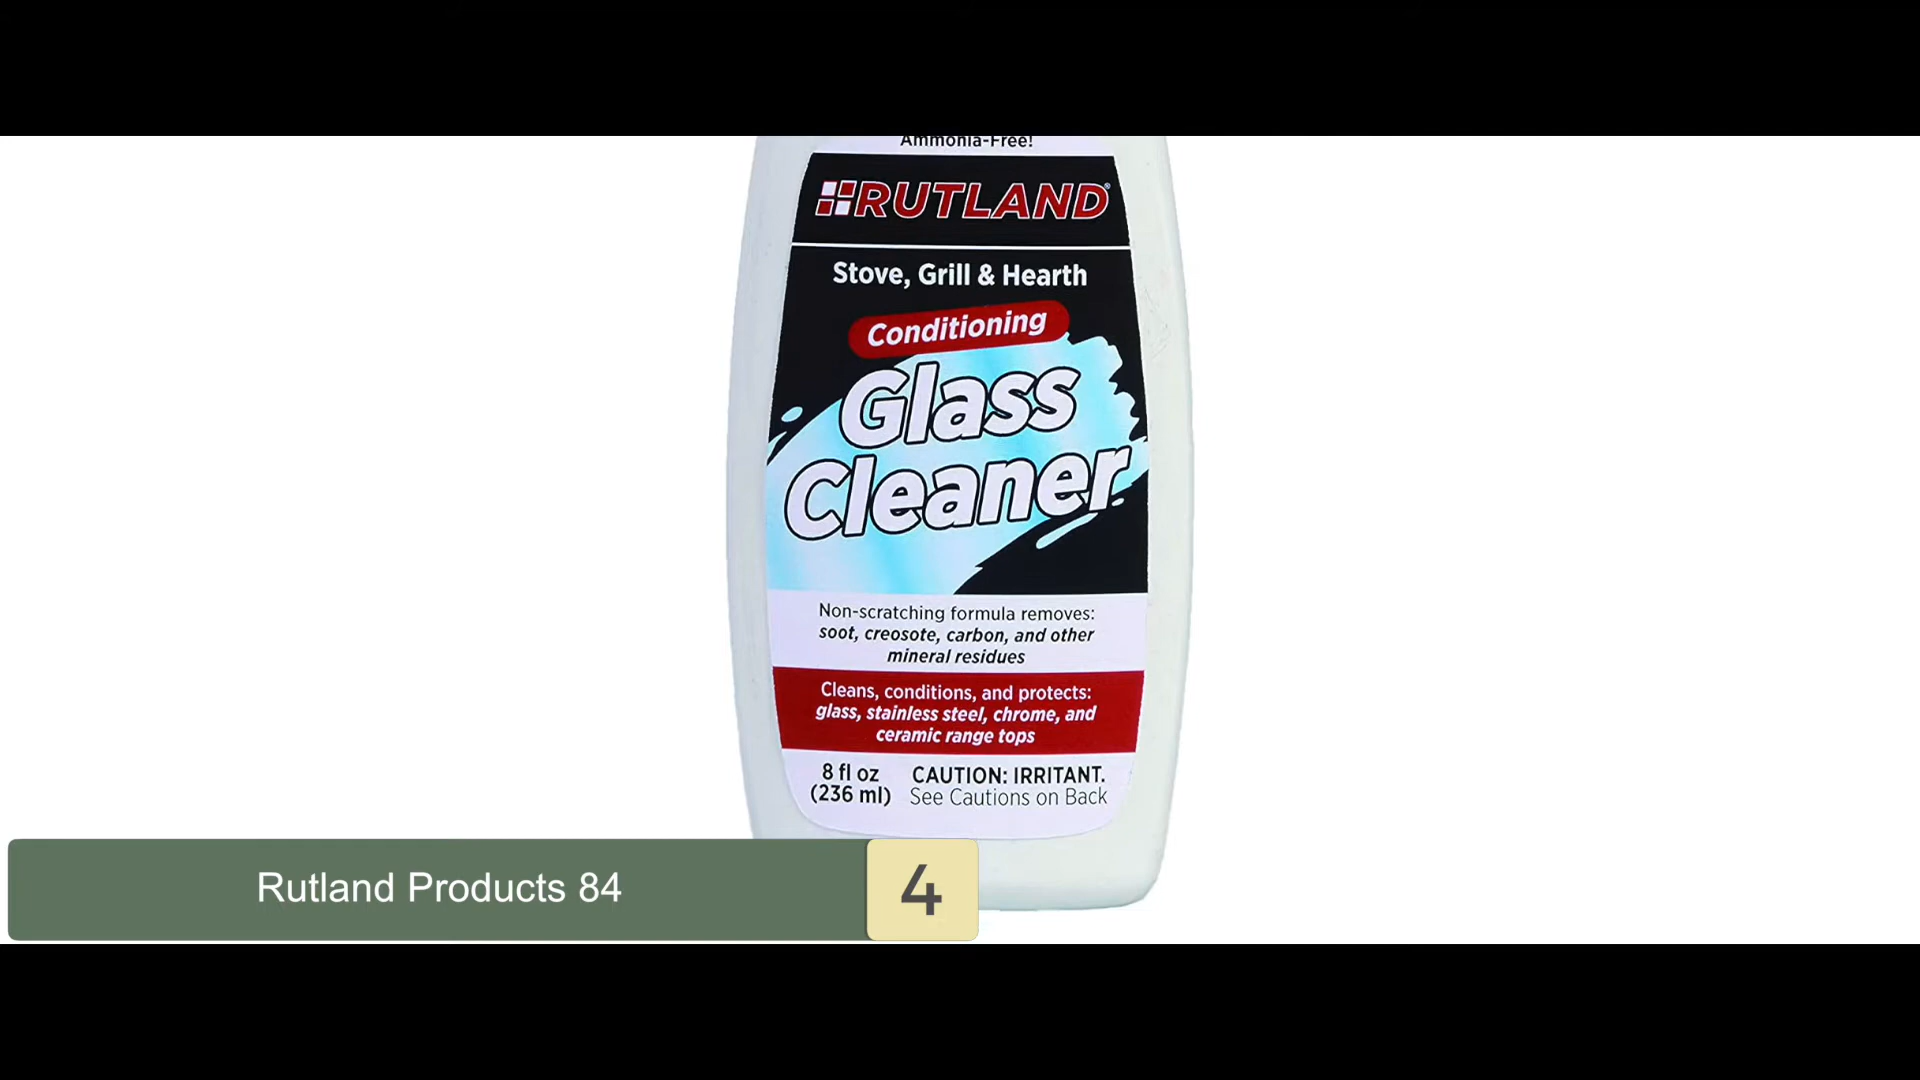 Ammonia-Free!
RUTLAND®
Stove, Grill & Hearth
Conditioning
Glass
Cleaner
Non-scratching formula removes:
soot, creosote, carbon, and other
mineral residues
Cleans, conditions, and protects:
glass, stainless steel, chrome, and
ceramic range tops
8 fl oz
(236 ml)
CAUTION: IRRITANT.
See Cautions on Back
Rutland Products 84
4